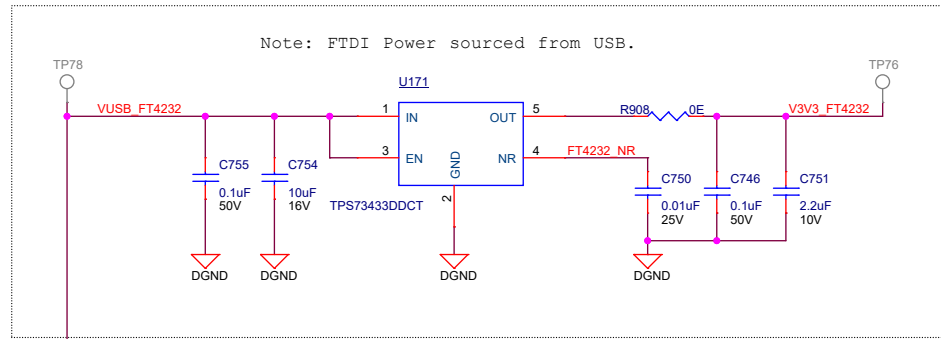 Note: FTDI Power sourced from USB.
TP78
TP76
U171
VUSB_FT4232
1
IN
OUT
5
R908
0E
V3V3_FT4232
3
EN
GND
NR
4
FT4232_NR
2
TPS73433DDCT
C755
0.1uF
50V
C754
10uF
16V
C750
0.01uF
25V
C746
0.1uF
50V
C751
2.2uF
10V
DGND
DGND
DGND
DGND